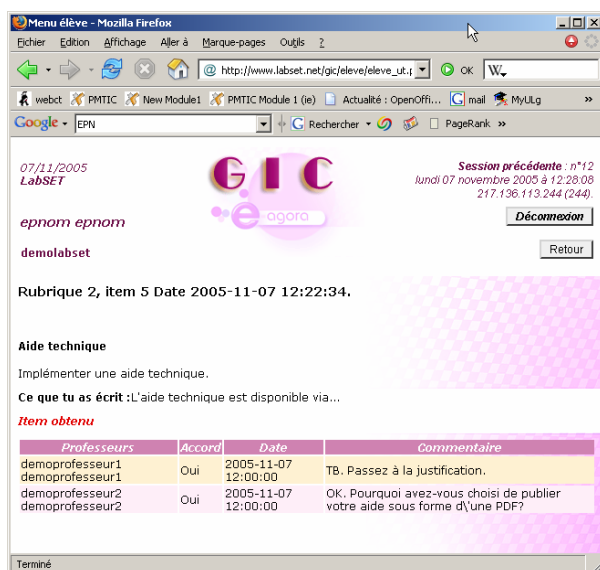 Menu élève - Mozilla Firefox
Fichier Edition Affichage Aller à Marque-pages Outils ?
http://www.labset.net/gic/eleve/eleve_ut.p OK W.
webct PMTIC New Module1 PMTIC Module 1 (ie) Actualité : OpenOffi... G mail MyULg »
Google EPN G Rechercher PageRank »
07/11/2005
LabSET
GIC
e-agora
Session précédente : n°12
lundi 07 novembre 2005 à 12:28:08
217.136.113.244 (244).
epnom epnom
Déconnexion
demolabset
Retour
Rubrique 2, item 5 Date 2005-11-07 12:22:34.
Aide technique
Implémenter une aide technique.
Ce que tu as écrit :L'aide technique est disponible via...
Item obtenu
Professeurs Accord Date Commentaire
demoprofesseur1 demoprofesseur1 Oui 2005-11-07 12:00:00 TB. Passez à la justification.
demoprofesseur2 demoprofesseur2 Oui 2005-11-07 12:00:00 OK. Pourquoi avez-vous choisi de publier
votre aide sous forme d\'une PDF?
Terminé